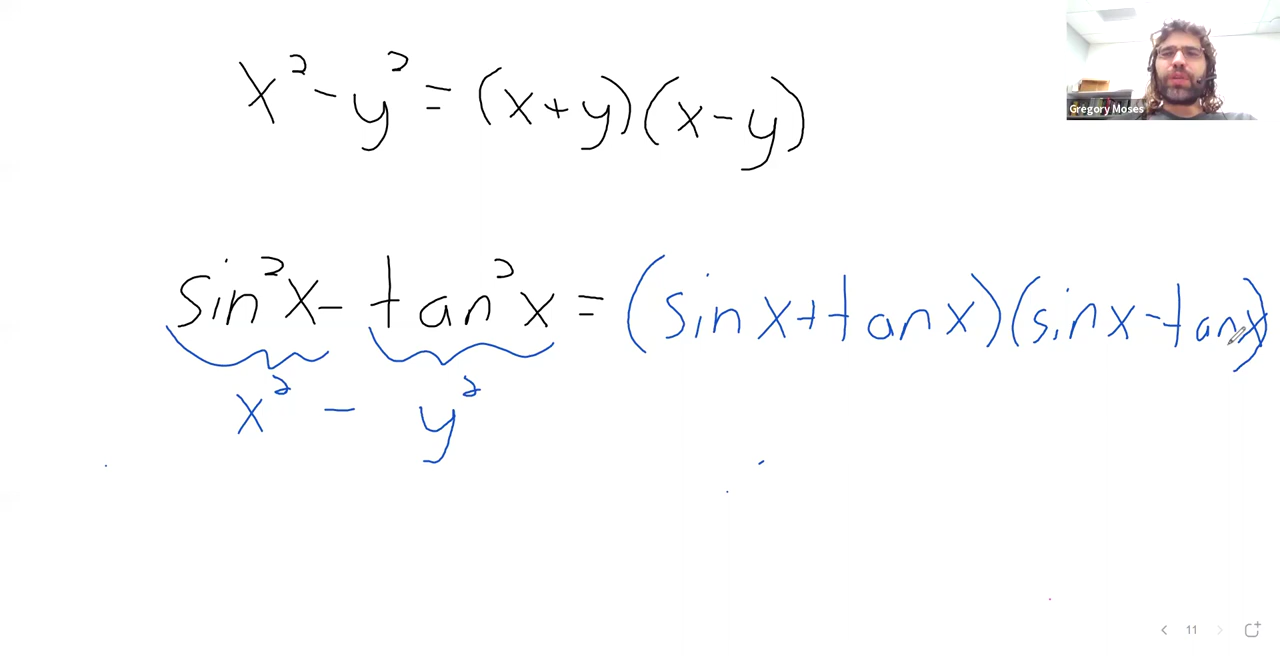 x² - y² = (x+y)(x-y)
Gregory Moses
sin²x - tan²x = (sin x + tan x)(sin x - tan x)
x² - y²
11